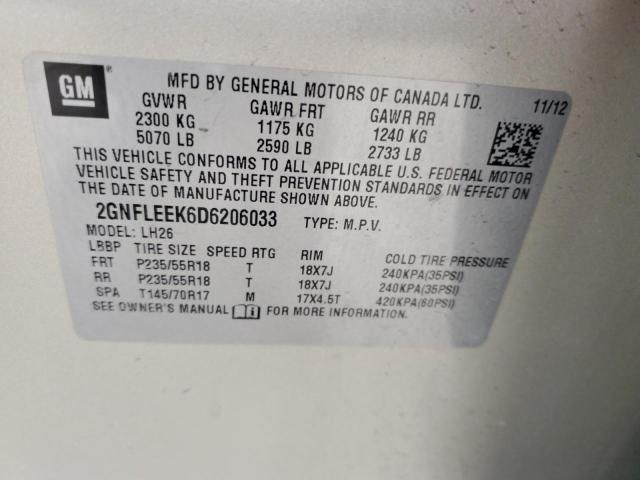 GM
MFD BY GENERAL MOTORS OF CANADA LTD.
11/12
GVWR GAWR FRT GAWR RR
2300 KG 1175 KG 1240 KG
5070 LB 2590 LB 2733 LB
THIS VEHICLE CONFORMS TO ALL APPLICABLE U.S. FEDERAL MOTOR
VEHICLE SAFETY AND THEFT PREVENTION STANDARDS IN EFFECT ON
THE DATE OF MANUFACTURE SHOWN ABOVE.
2GNFLEEK6D6206033 TYPE: M.P.V.
MODEL: LH26
LBBP TIRE SIZE SPEED RTG RIM COLD TIRE PRESSURE
FRT P235/55R18 T 18X7J 240KPA(35PSI)
RR P235/55R18 T 18X7J 240KPA(35PSI)
SPA T145/70R17 M 17X4.5T 420KPA(60PSI)
SEE OWNER'S MANUAL FOR MORE INFORMATION.